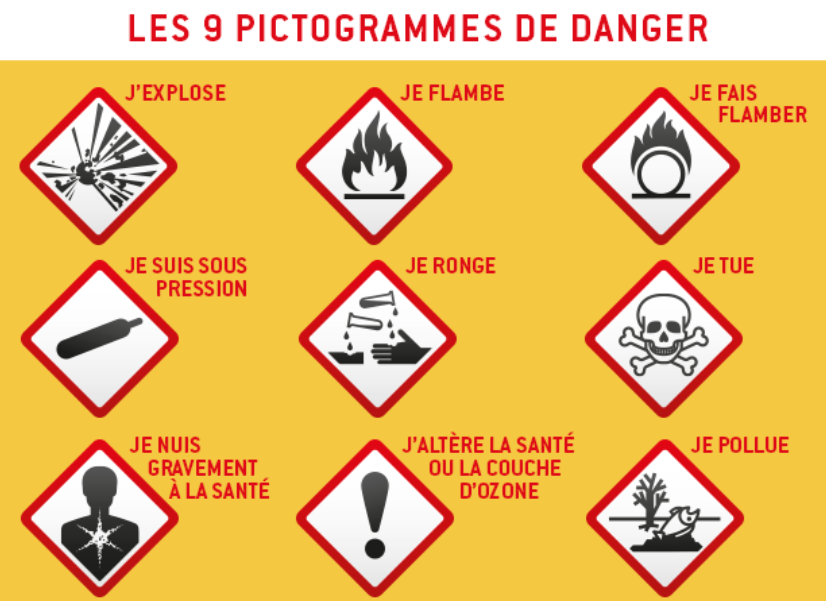 LES 9 PICTOGRAMMES DE DANGER
J'EXPLOSE
JE FLAMBE
JE FAIS
FLAMBER
JE SUIS SOUS
PRESSION
JE RONGE
JE TUE
JE NUIS
GRAVEMENT
À LA SANTÉ
J'ALTÈRE LA SANTÉ
OU LA COUCHE
D'OZONE
JE POLLUE